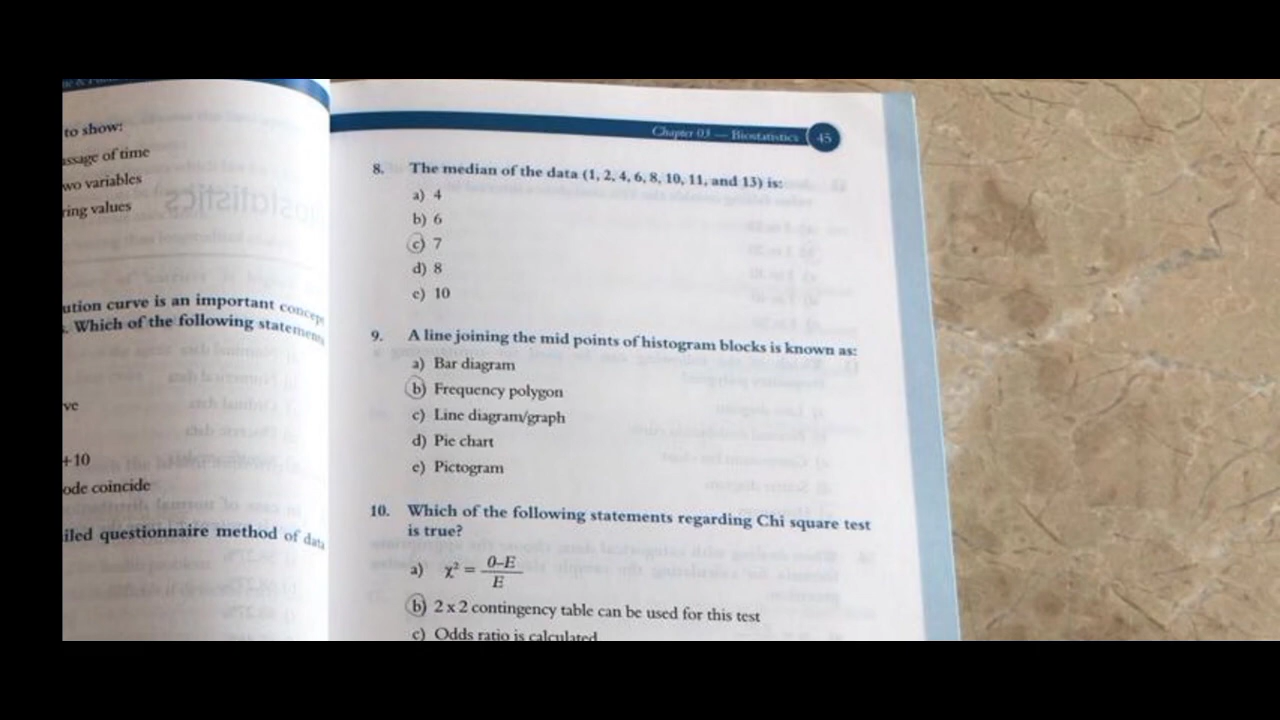 to show:
assage of time
wo variables
ring values
ution curve is an important concept
. Which of the following statements
ve
+10
ode coincide
iled questionnaire method of data
Chapter 03 — Biostatistics 45
8. The median of the data (1, 2, 4, 6, 8, 10, 11, and 13) is:
a) 4
b) 6
c) 7
d) 8
e) 10
9. A line joining the mid points of histogram blocks is known as:
a) Bar diagram
b) Frequency polygon
c) Line diagram/graph
d) Pie chart
e) Pictogram
10. Which of the following statements regarding Chi square test
is true?
a) χ² = 0–E
E
b) 2 x 2 contingency table can be used for this test
c) Odds ratio is calculated